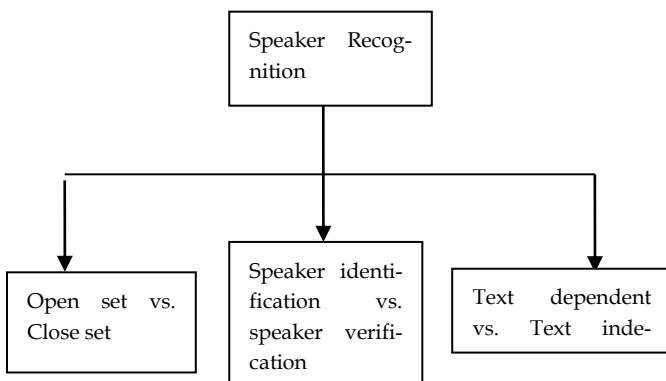 Speaker Recog-
nition
Open set vs.
Close set
Speaker identi-
fication vs.
speaker verifi-
cation
Text dependent
vs. Text inde-